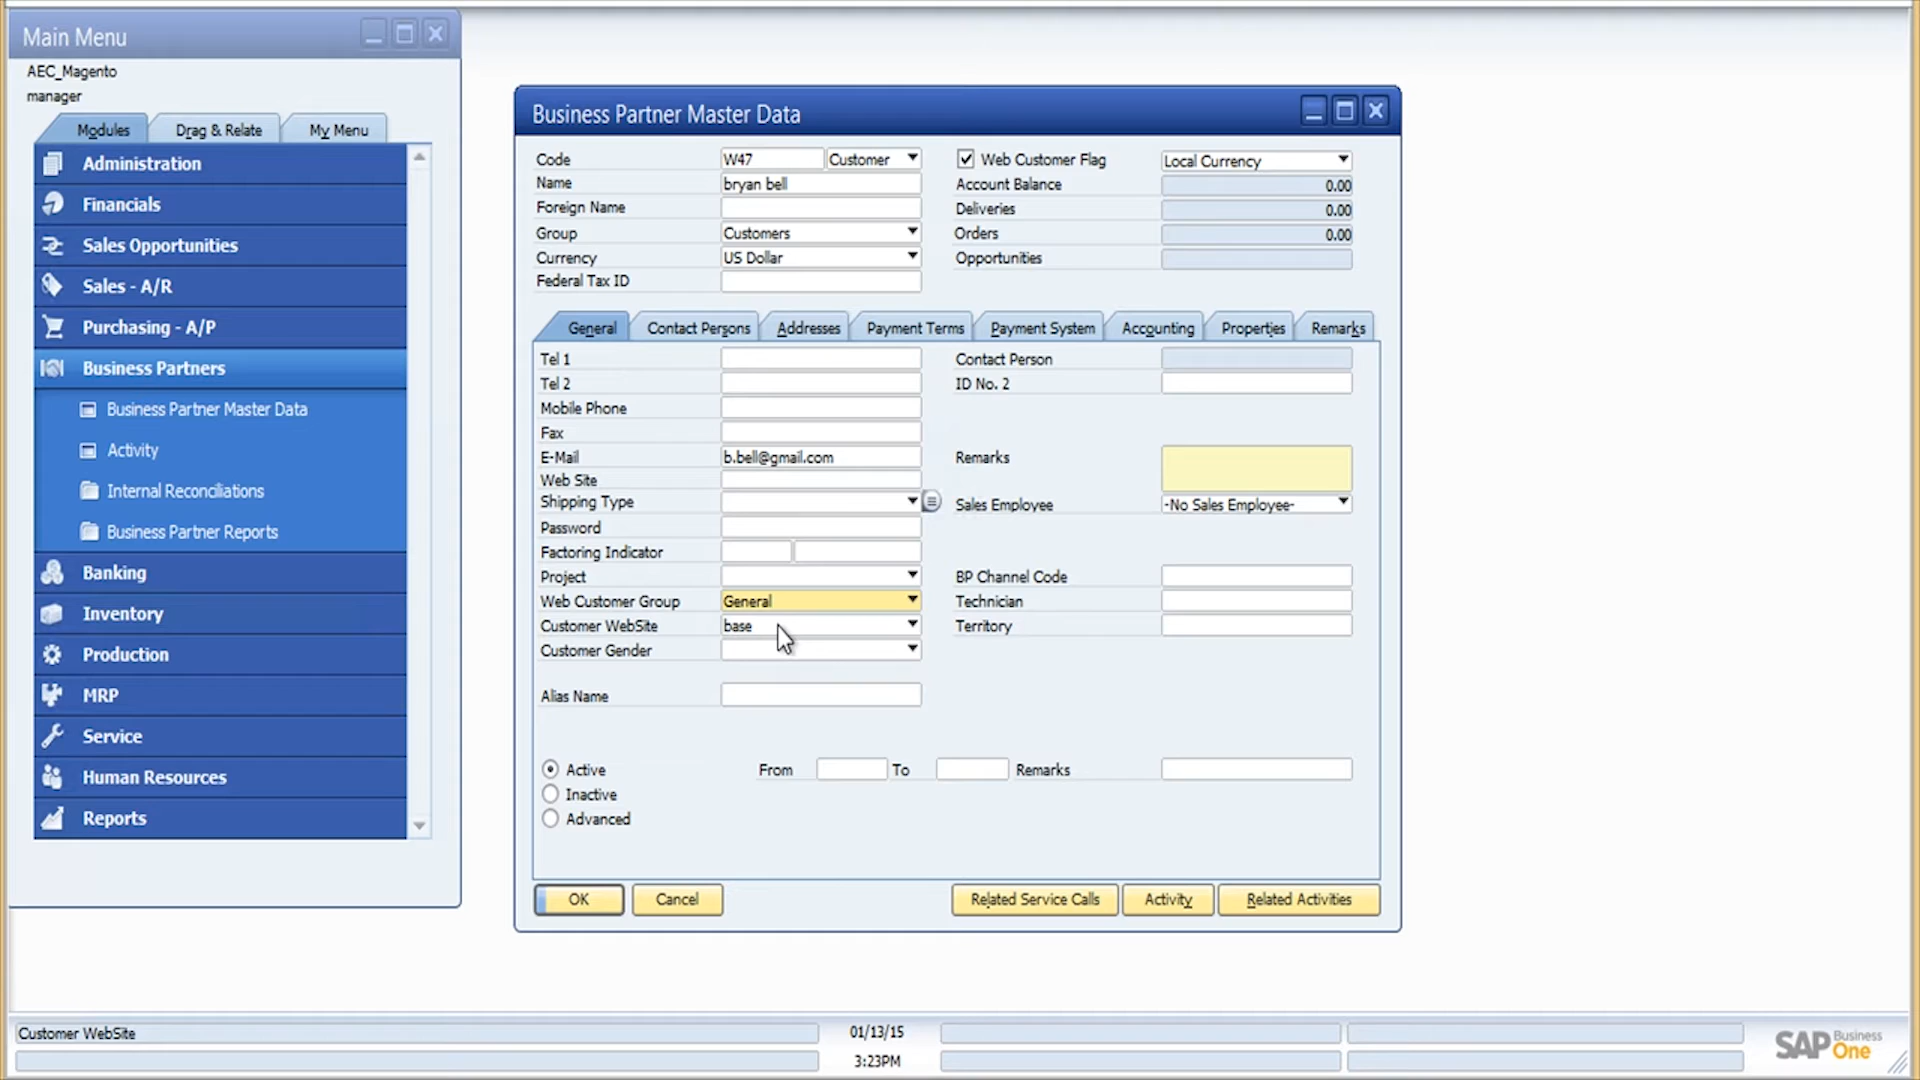 Main Menu
AEC_Magento
manager
Modules
Drag & Relate
My Menu
Administration
Financials
Sales Opportunities
Sales - A/R
Purchasing - A/P
Business Partners
Business Partner Master Data
Activity
Internal Reconciliations
Business Partner Reports
Banking
Inventory
Production
MRP
Service
Human Resources
Reports
Business Partner Master Data
Code W47 Customer
Name bryan bell
Foreign Name
Group Customers
Currency US Dollar
Federal Tax ID
Web Customer Flag Local Currency
Account Balance 0.00
Deliveries 0.00
Orders 0.00
Opportunities
General Contact Persons Addresses Payment Terms Payment System Accounting Properties Remarks
Tel 1
Tel 2
Mobile Phone
Fax
E-Mail b.bell@gmail.com
Web Site
Shipping Type
Password
Factoring Indicator
Project
Web Customer Group General
Customer WebSite base
Customer Gender
Alias Name
Contact Person
ID No. 2
Remarks
Sales Employee -No Sales Employee-
BP Channel Code
Technician
Territory
Active From To Remarks
Inactive
Advanced
OK Cancel Related Service Calls Activity Related Activities
Customer WebSite 01/13/15
3:23PM
SAP Business One